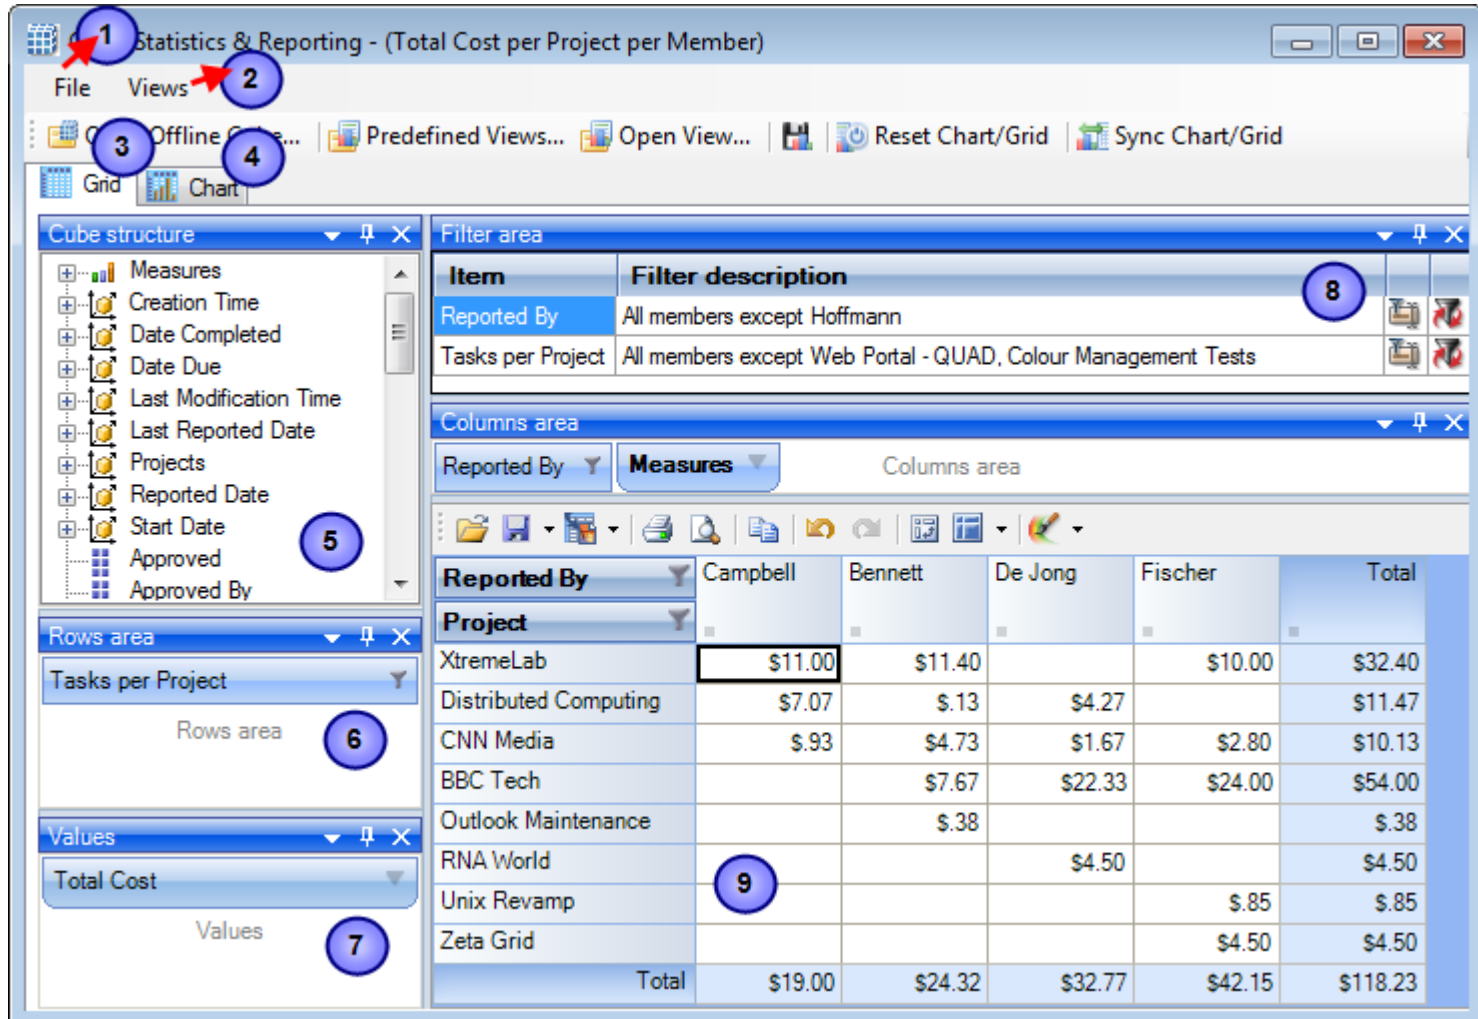 Statistics & Reporting - (Total Cost per Project per Member)
1
File Views 2
Offline Predefined Views... Open View... Reset Chart/Grid Sync Chart/Grid
3 4
Grid Chart
Cube structure
Measures
Creation Time
Date Completed
Date Due
Last Modification Time
Last Reported Date
Projects
Reported Date
Start Date
5
Approved
Approved By
Rows area
Tasks per Project
Rows area
6
Values
Total Cost
Values
7
Filter area
Item Filter description
8
Reported By All members except Hoffmann
Tasks per Project All members except Web Portal - QUAD, Colour Management Tests
Columns area
Reported By Measures Columns area
Reported By Campbell Bennett De Jong Fischer Total
Project
XtremeLab $11.00 $11.40 $10.00 $32.40
Distributed Computing $7.07 $.13 $4.27 $11.47
CNN Media $.93 $4.73 $1.67 $2.80 $10.13
BBC Tech $7.67 $22.33 $24.00 $54.00
Outlook Maintenance $.38 $.38
RNA World $4.50 $4.50
9
Unix Revamp $.85 $.85
Zeta Grid $4.50 $4.50
Total $19.00 $24.32 $32.77 $42.15 $118.23